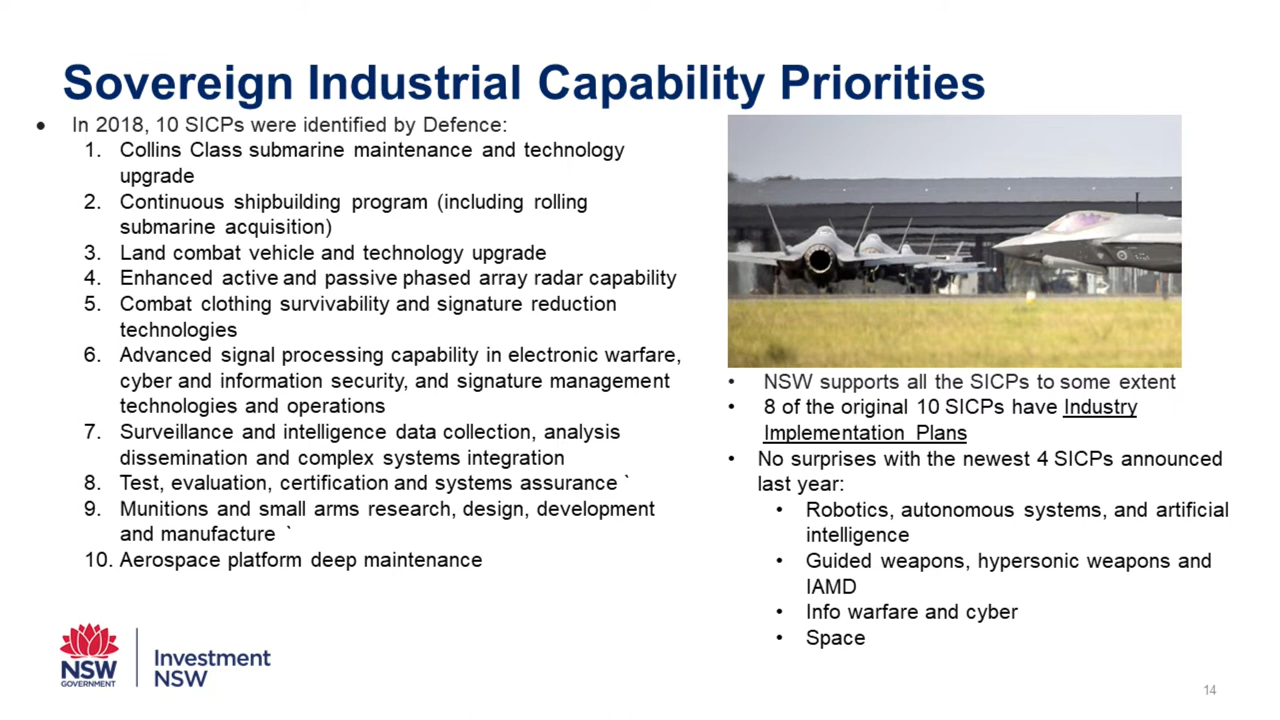 Sovereign Industrial Capability Priorities
● In 2018, 10 SICPs were identified by Defence:
1. Collins Class submarine maintenance and technology
upgrade
2. Continuous shipbuilding program (including rolling
submarine acquisition)
3. Land combat vehicle and technology upgrade
4. Enhanced active and passive phased array radar capability
5. Combat clothing survivability and signature reduction
technologies
6. Advanced signal processing capability in electronic warfare,
cyber and information security, and signature management
technologies and operations
7. Surveillance and intelligence data collection, analysis
dissemination and complex systems integration
8. Test, evaluation, certification and systems assurance `
9. Munitions and small arms research, design, development
and manufacture `
10. Aerospace platform deep maintenance
• NSW supports all the SICPs to some extent
• 8 of the original 10 SICPs have Industry
Implementation Plans
• No surprises with the newest 4 SICPs announced
last year:
• Robotics, autonomous systems, and artificial
intelligence
• Guided weapons, hypersonic weapons and
IAMD
• Info warfare and cyber
• Space
NSW
GOVERNMENT
Investment
NSW
14